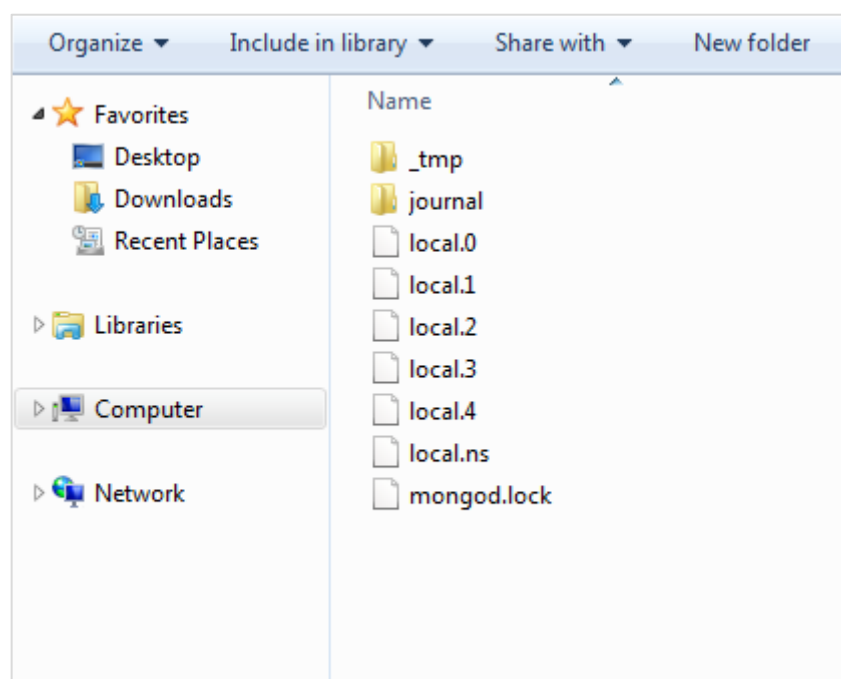 Organize Include in library Share with New folder
Favorites
Desktop
Downloads
Recent Places
Libraries
Computer
Network
Name
_tmp
journal
local.0
local.1
local.2
local.3
local.4
local.ns
mongod.lock